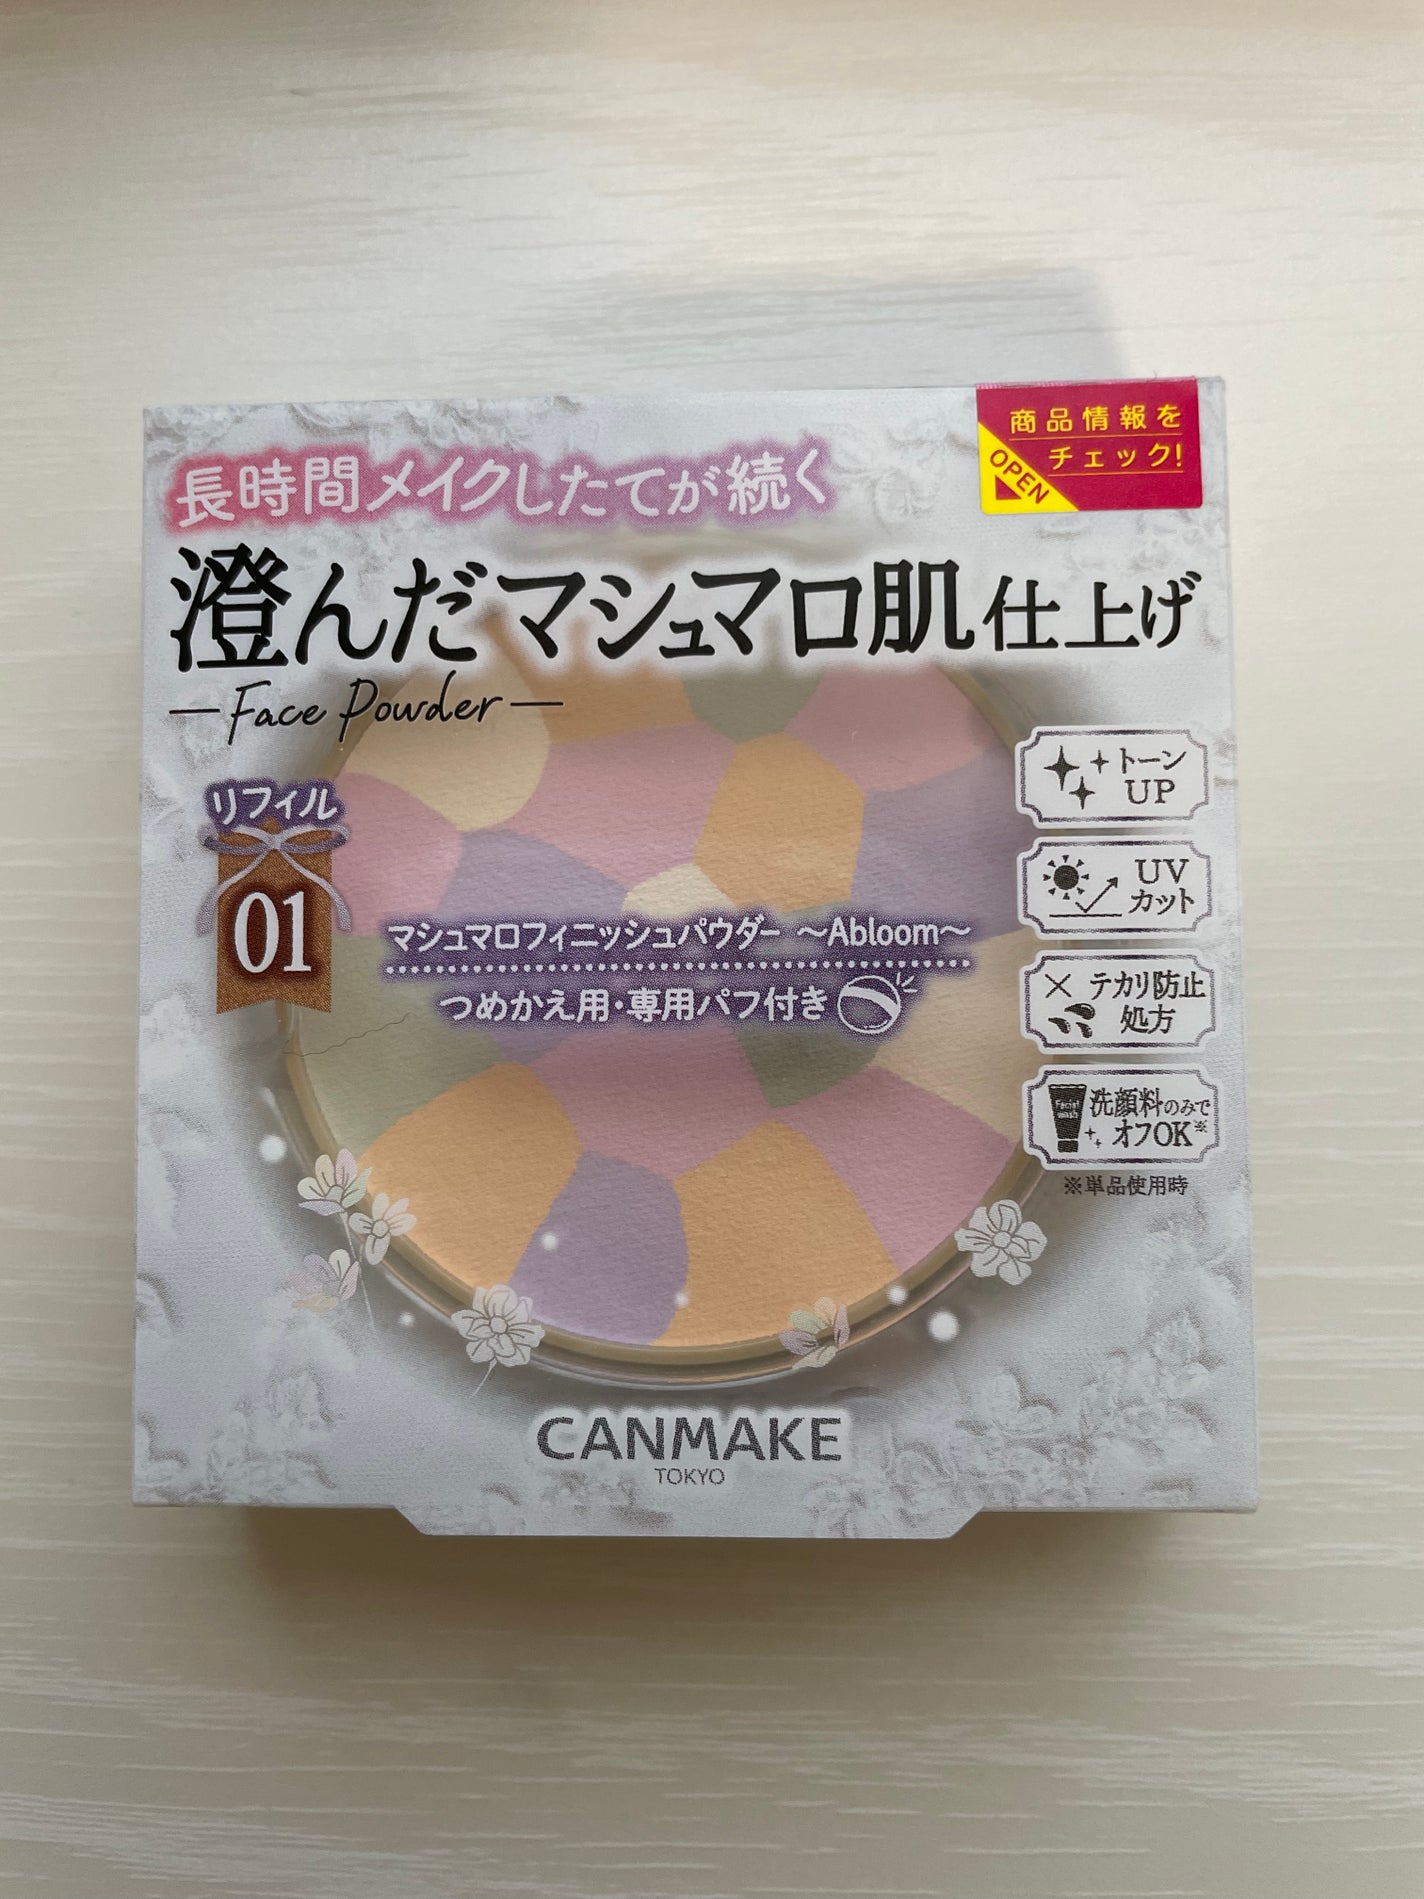 商品情報を
チェック!
OPEN
長時間メイクしたてが続く
澄んだマシュマロ肌仕上げ
Face Powder
リフィル
01
マシュマロフィニッシュパウダー 〜Abloom〜
つめかえ用・専用パフ付き
トーン
UP
UV
カット
× テカリ防止
処方
洗顔料のみで
オフOK※
※単品使用時
CANMAKE
TOKYO